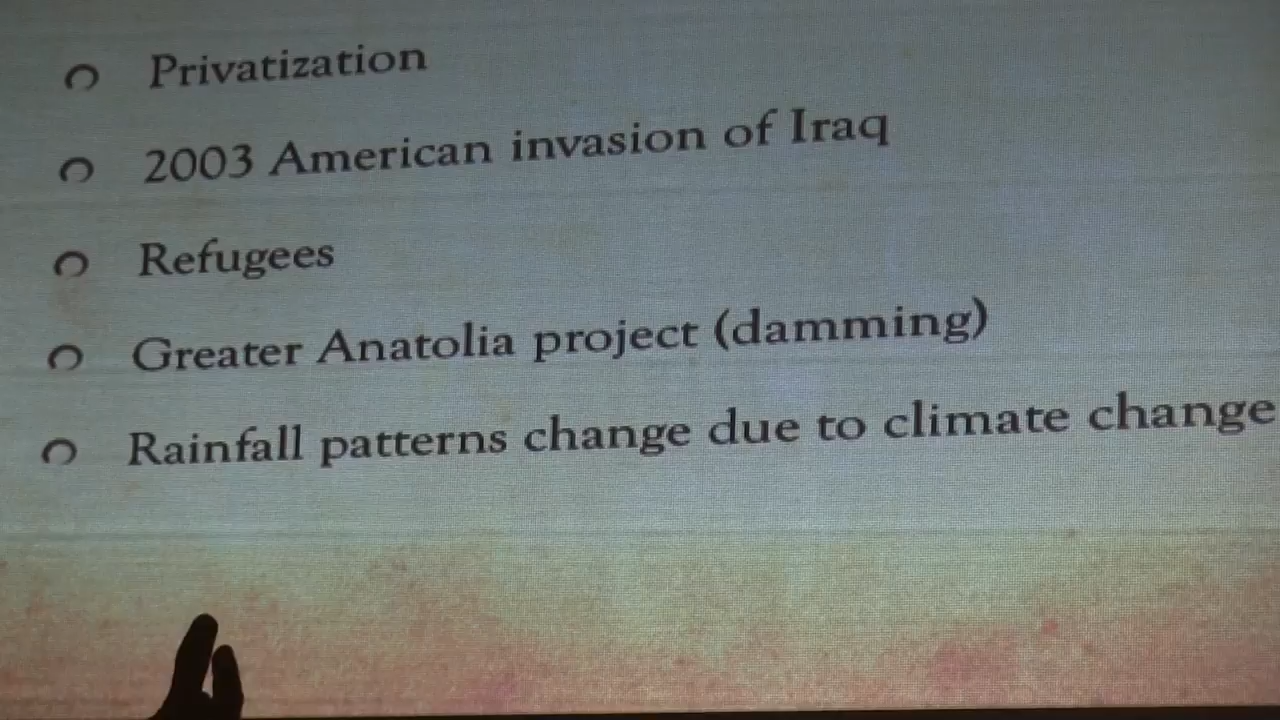 Privatization
2003 American invasion of Iraq
Refugees
Greater Anatolia project (damming)
Rainfall patterns change due to climate change